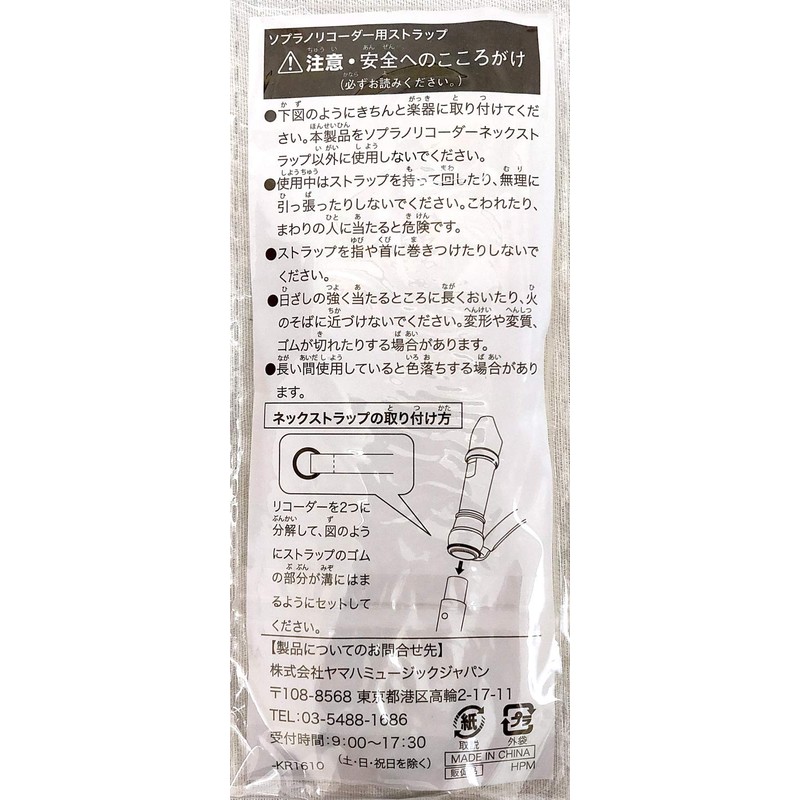 ソプラノリコーダー用ストラップ
注意・安全へのこころがけ
(必ずお読みください。)
●下図のようにきちんと楽器に取り付けてくだ
さい。本製品をソプラノリコーダーネックスト
ラップ以外に使用しないでください。
●使用中はストラップを持って回したり、無理に
引っ張ったりしないでください。こわれたり、
まわりの人に当たると危険です。
●ストラップを指や首に巻きつけたりしないで
ください。
●日ざしの強く当たるところに長くおいたり、火
のそばに近づけないでください。変形や変質、
ゴムが切れたりする場合があります。
●長い間使用していると色落ちする場合があり
ます。
ネックストラップの取り付け方
リコーダーを2つに
分解して、図のよう
にストラップのゴム
の部分が溝にはま
るようにセットして
ください。
【製品についてのお問合せ先】
株式会社ヤマハミュージックジャパン
〒108-8568 東京都港区高輪2-17-11
TEL:03-5488-1686
受付時間:9:00〜17:30
(土・日・祝日を除く)
-KR1610
紙
取説
プラ
外袋
MADE IN CHINA
HPM